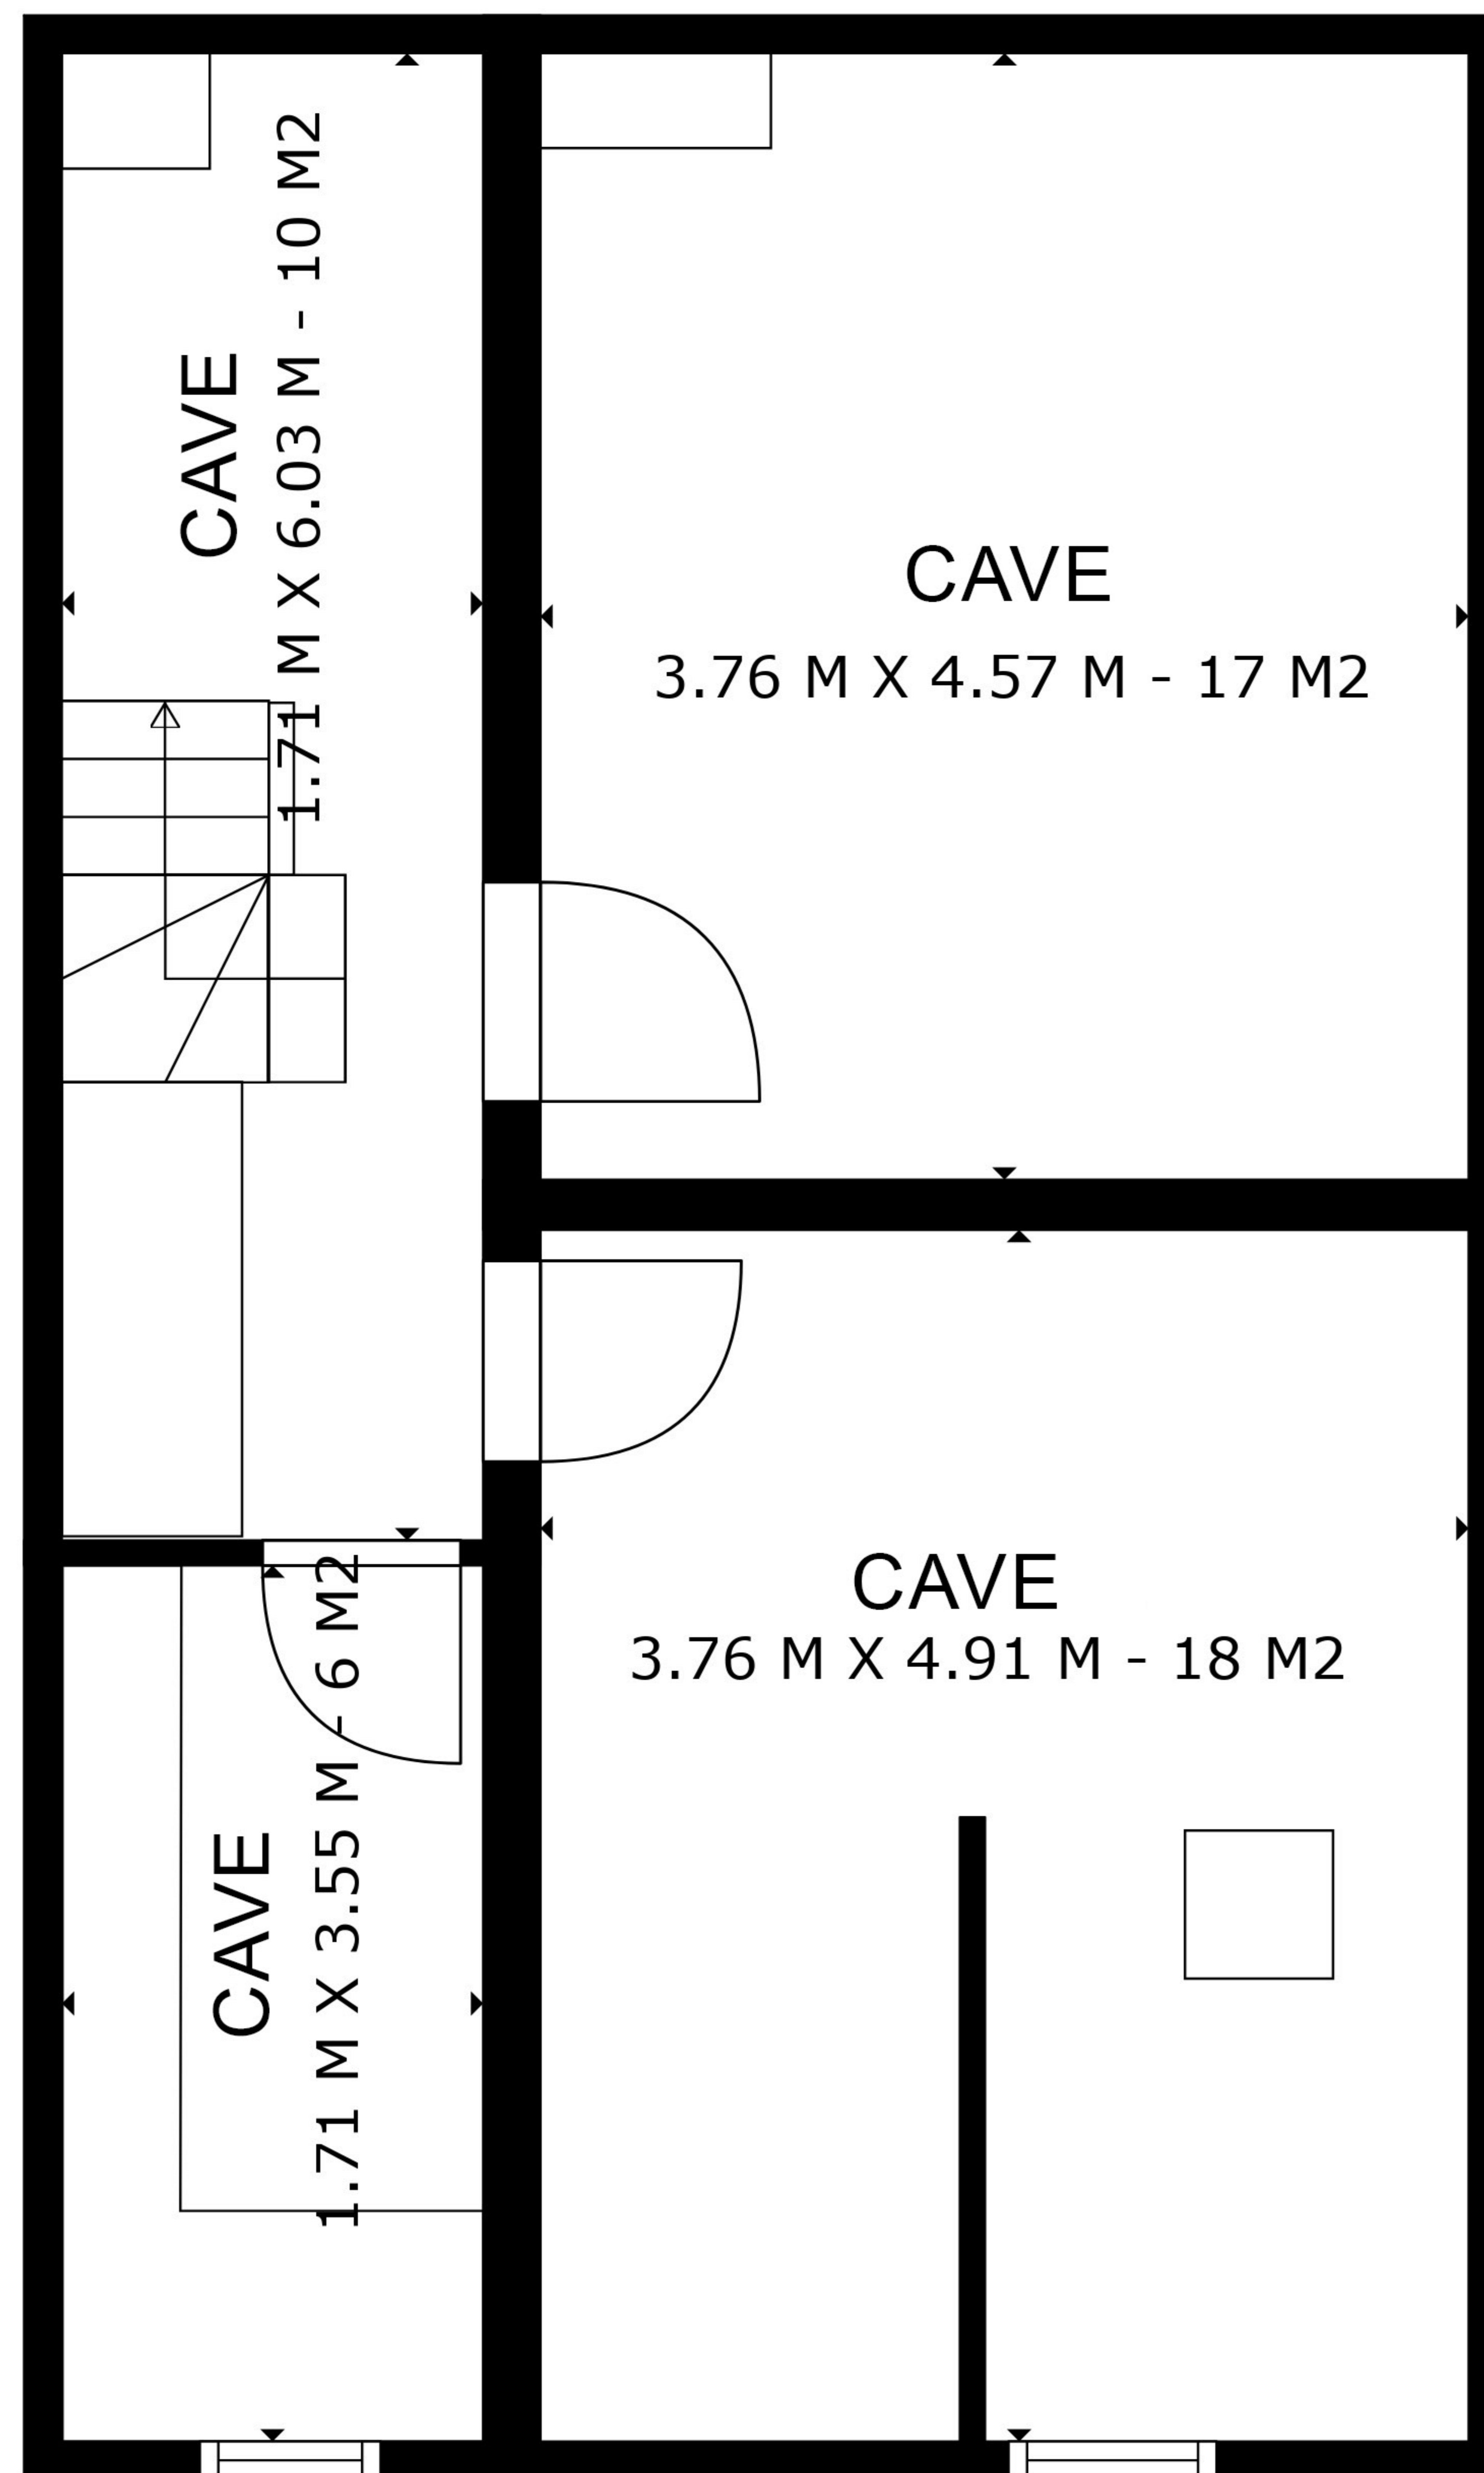 CAVE
1.71 M X 6.03 M - 10 M2
CAVE
3.76 M X 4.57 M - 17 M2
CAVE
3.76 M X 4.91 M - 18 M2
CAVE
1.71 M X 3.55 M - 6 M2